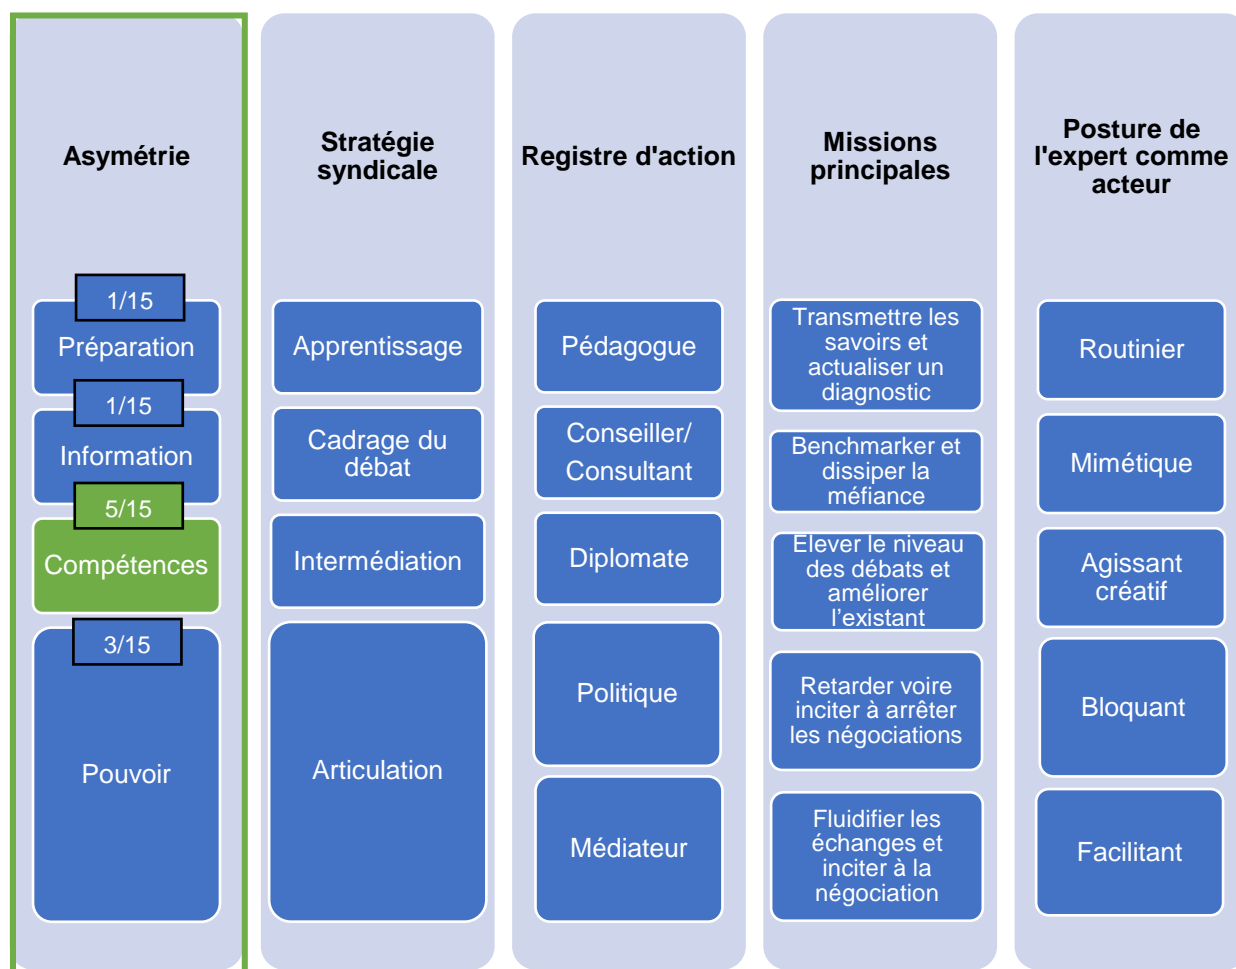 Asymétrie
1/15
Préparation
1/15
Information
5/15
Compétences
3/15
Pouvoir
Stratégie
syndicale
Apprentissage
Cadrage du
débat
Intermédiation
Articulation
Registre d'action
Pédagogue
Conseiller/
Consultant
Diplomate
Politique
Médiateur
Missions
principales
Transmettre les
savoirs et
actualiser un
diagnostic
Benchmarker et
dissiper la
méfiance
Elever le niveau
des débats et
améliorer
l’existant
Retarder voire
inciter à arrêter
les négociations
Fluidifier les
échanges et
inciter à la
négociation
Posture de
l'expert comme
acteur
Routinier
Mimétique
Agissant
créatif
Bloquant
Facilitant